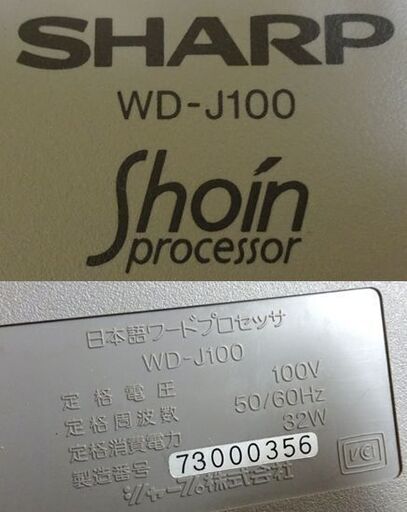 SHARP
WD-J100
Shoin
processor
日本語ワードプロセッサ
WD-J100
定格電圧 100V
定格周波数 50/60Hz
定格消費電力 32W
製造番号 73000356
シャープ株式会社
VCI